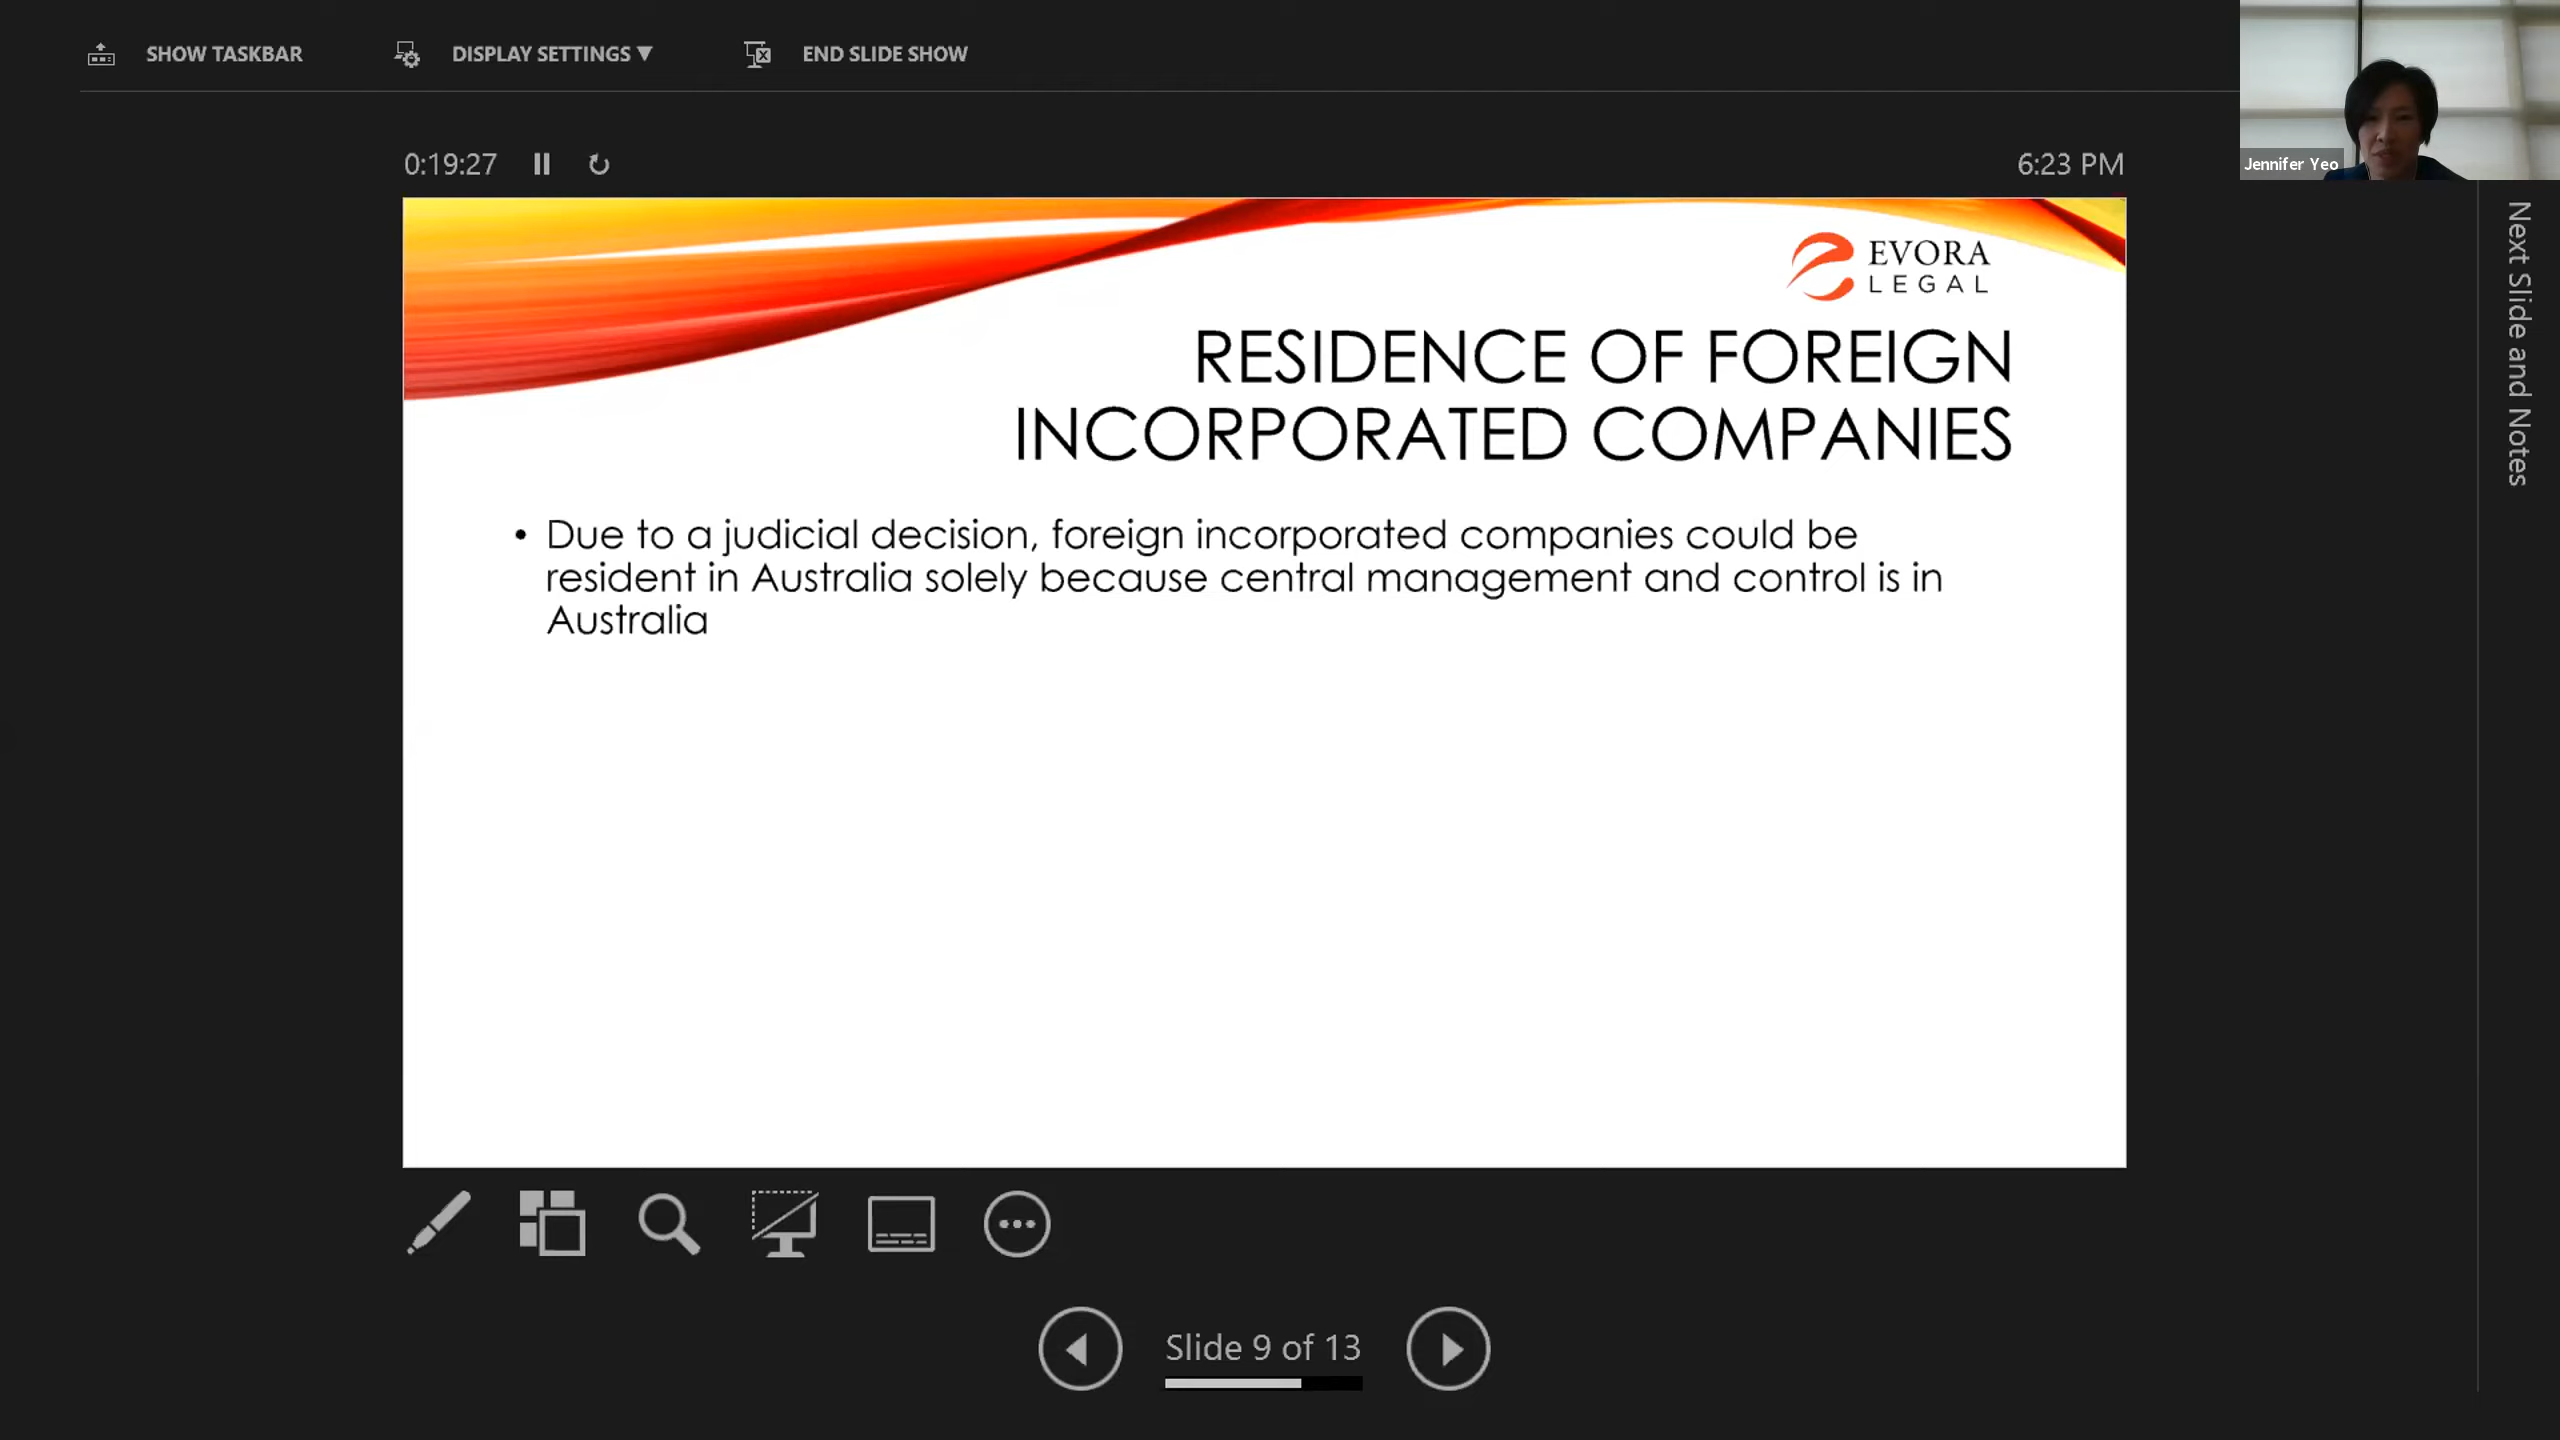 SHOW TASKBAR
DISPLAY SETTINGS ▼
END SLIDE SHOW
Jennifer Yeo
0:19:27
6:23 PM
EVORA
LEGAL
RESIDENCE OF FOREIGN
INCORPORATED COMPANIES
• Due to a judicial decision, foreign incorporated companies could be
resident in Australia solely because central management and control is in
Australia
Next Slide and Notes
Slide 9 of 13